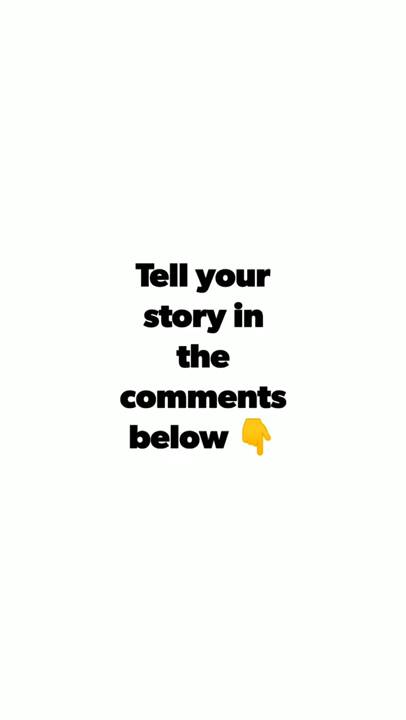 Tell your
story in
the
comments
below 👇